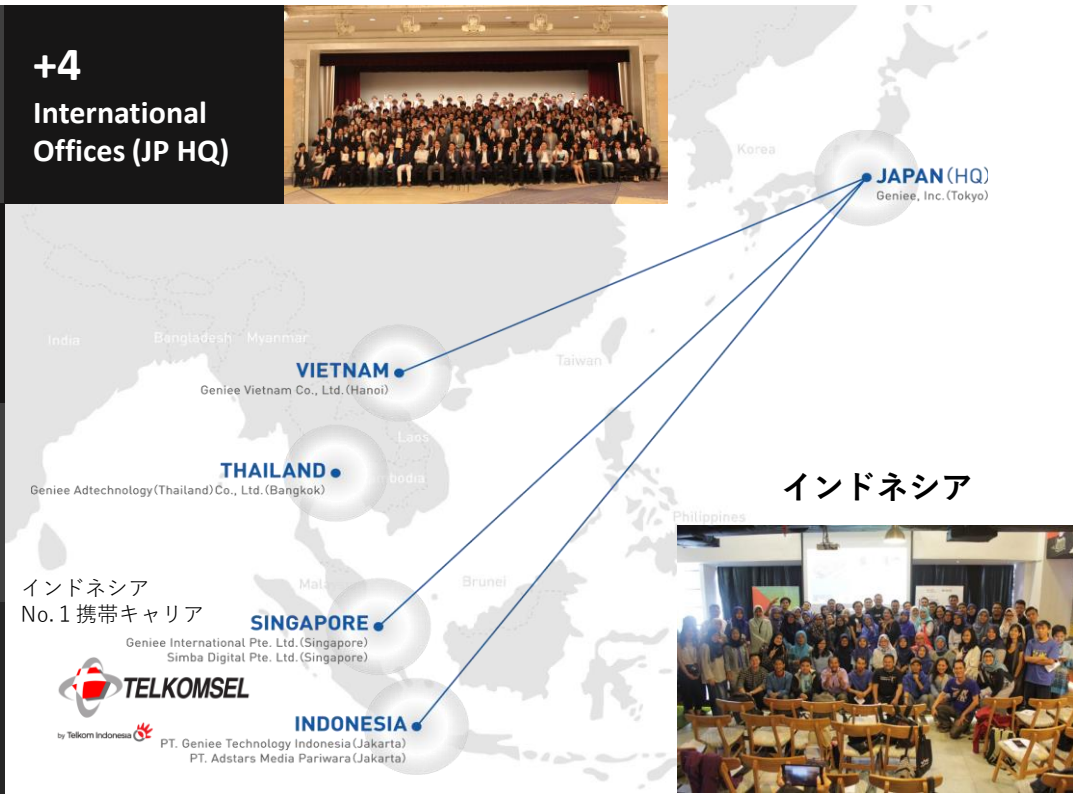 +4
International
Offices (JP HQ)
Korea
JAPAN (HQ)
Geniee, Inc. (Tokyo)
India
Bangladesh
Myanmar
Taiwan
VIETNAM
Geniee Vietnam Co., Ltd. (Hanoi)
Laos
THAILAND
bodia
Geniee Adtechnology (Thailand) Co., Ltd. (Bangkok)
インドネシア
Philippines
インドネシア
No. 1 携帯キャリア
Mala
Brunei
SINGAPORE
Geniee International Pte. Ltd. (Singapore)
Simba Digital Pte. Ltd. (Singapore)
TELKOMSEL
by Telkom Indonesia
INDONESIA
PT. Geniee Technology Indonesia (Jakarta)
PT. Adstars Media Pariwara (Jakarta)